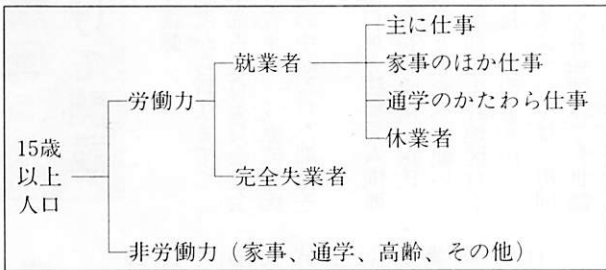 主に仕事
就業者
家事のほか仕事
労働力
通学のかたわら仕事
休業者
15歳
以上
人口
完全失業者
非労働力（家事、通学、高齢、その他）